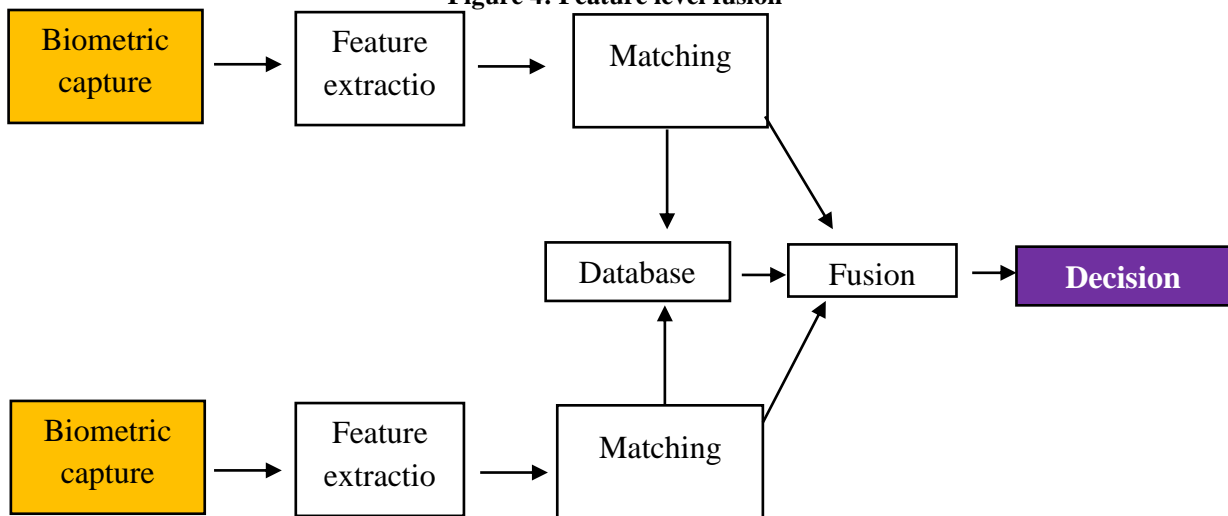 Figure 4: Feature level fusion
Biometric
capture
Feature
extractio
Matching
Database
Fusion
Decision
Biometric
capture
Feature
extractio
Matching